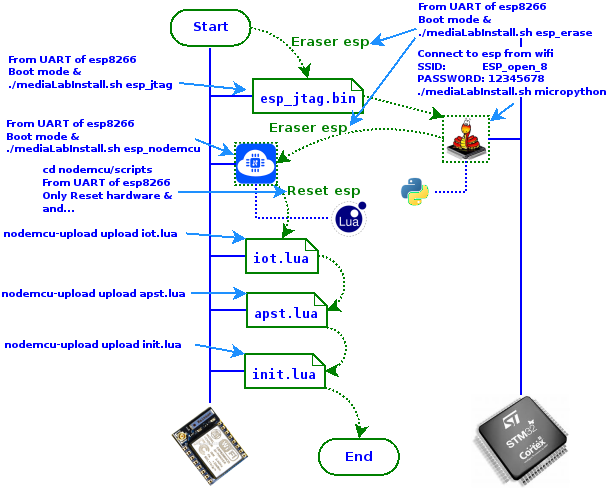 Start
Eraser esp
From UART of esp8266
Boot mode &
./mediaLabInstall.sh esp_erase
From UART of esp8266
Boot mode &
./mediaLabInstall.sh esp_jtag
Connect to esp from wifi
SSID: ESP_open_8
PASSWORD: 12345678
./mediaLabInstall.sh micropython
esp_jtag.bin
Eraser esp
From UART of esp8266
Boot mode &
./mediaLabInstall.sh esp_nodemcu
cd nodemcu/scripts
From UART of esp8266
Only Reset hardware &
and...
Reset esp
Lua
nodemcu-upload upload iot.lua
iot.lua
nodemcu-upload upload apst.lua
apst.lua
nodemcu-upload upload init.lua
init.lua
End
STM32
Cortex